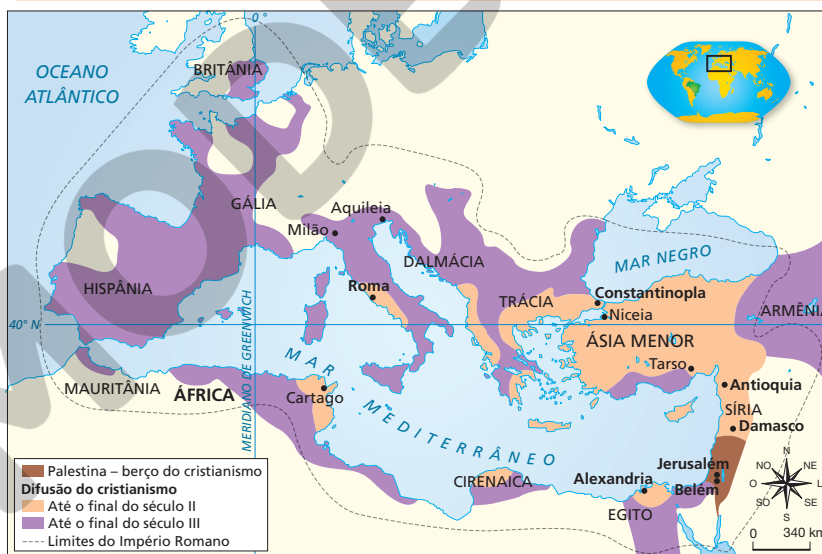 0°
OCEANO
ATLÂNTICO
BRITÂNIA
GÁLIA
Aquileia
Milão
DALMÁCIA
MAR NEGRO
HISPÂNIA
Roma
TRÁCIA
Constantinopla
Niceia
ARMÊNIA
40° N
ÁSIA MENOR
Tarso
MAURITÂNIA
ÁFRICA
MERIDIANO DE GREENWICH
Cartago
MAR MEDITERRÂNEO
Antioquia
SÍRIA
Damasco
Jerusalém
Belém
CIRENAICA
Alexandria
EGITO
Palestina – berço do cristianismo
Difusão do cristianismo
Até o final do século II
Até o final do século III
Limites do Império Romano
N
NO NE
O L
SO SE
S
0 340 km